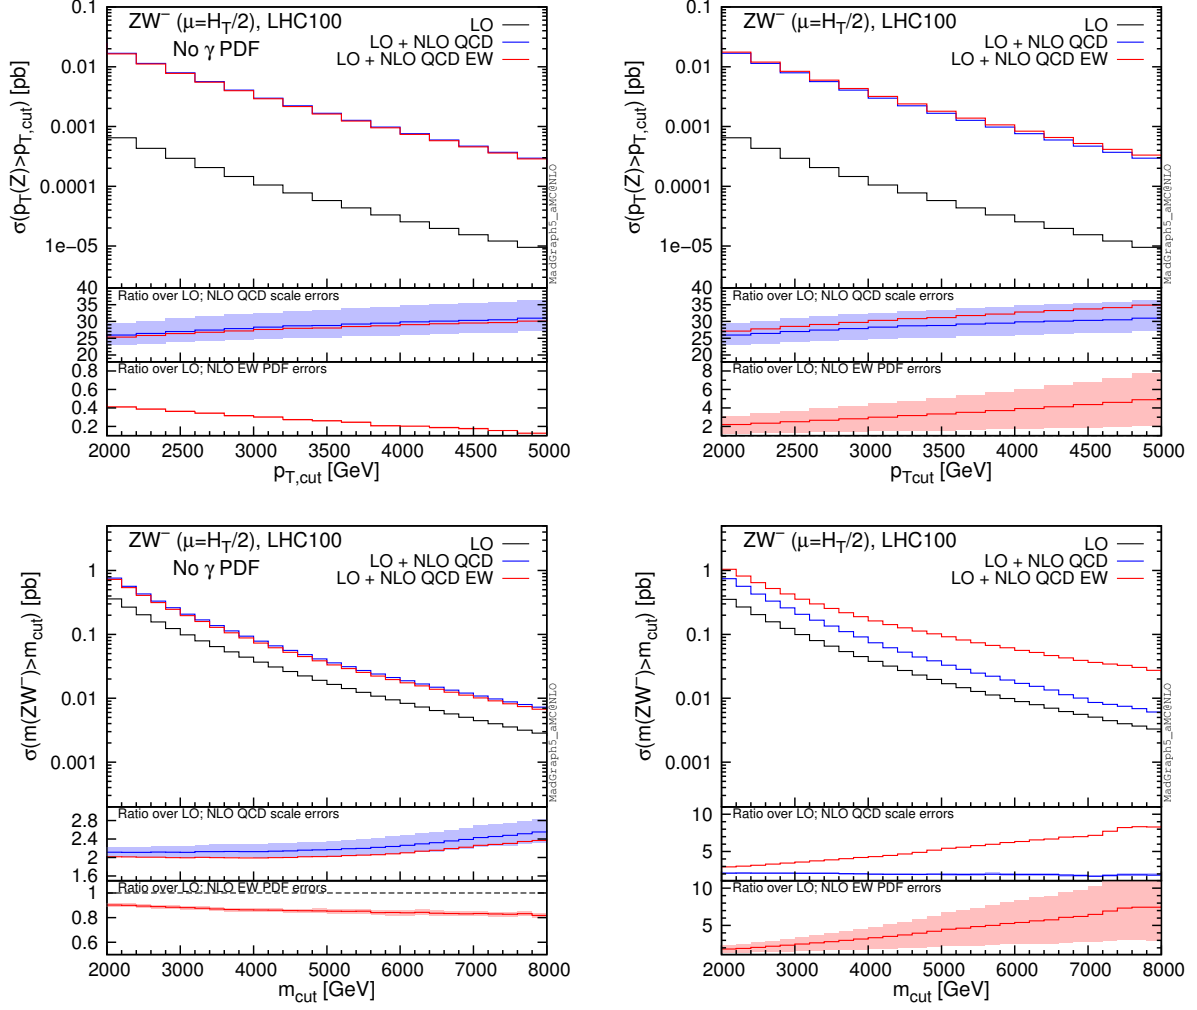 ZW⁻ (μ=H_T/2), LHC100
No γ PDF
LO
LO + NLO QCD
LO + NLO QCD EW
σ(p_T(Z)>p_T,cut) [pb]
0.1
0.01
0.001
0.0001
1e-05
MadGraph5_aMC@NLO
Ratio over LO; NLO QCD scale errors
40
35
30
25
20
Ratio over LO; NLO EW PDF errors
0.8
0.6
0.4
0.2
2000 2500 3000 3500 4000 4500 5000
p_T,cut [GeV]
ZW⁻ (μ=H_T/2), LHC100
LO
LO + NLO QCD
LO + NLO QCD EW
σ(p_T(Z)>p_T,cut) [pb]
0.1
0.01
0.001
0.0001
1e-05
MadGraph5_aMC@NLO
Ratio over LO; NLO QCD scale errors
40
35
30
25
20
Ratio over LO; NLO EW PDF errors
8
6
4
2
2000 2500 3000 3500 4000 4500 5000
p_Tcut [GeV]
ZW⁻ (μ=H_T/2), LHC100
No γ PDF
LO
LO + NLO QCD
LO + NLO QCD EW
σ(m(ZW⁻)>m_cut) [pb]
1
0.1
0.01
0.001
MadGraph5_aMC@NLO
Ratio over LO; NLO QCD scale errors
2.8
2.4
2
1.6
Ratio over LO; NLO EW PDF errors
1
0.8
0.6
2000 3000 4000 5000 6000 7000 8000
m_cut [GeV]
ZW⁻ (μ=H_T/2), LHC100
LO
LO + NLO QCD
LO + NLO QCD EW
σ(m(ZW⁻)>m_cut) [pb]
1
0.1
0.01
0.001
MadGraph5_aMC@NLO
Ratio over LO; NLO QCD scale errors
10
5
Ratio over LO; NLO EW PDF errors
10
5
2000 3000 4000 5000 6000 7000 8000
m_cut [GeV]